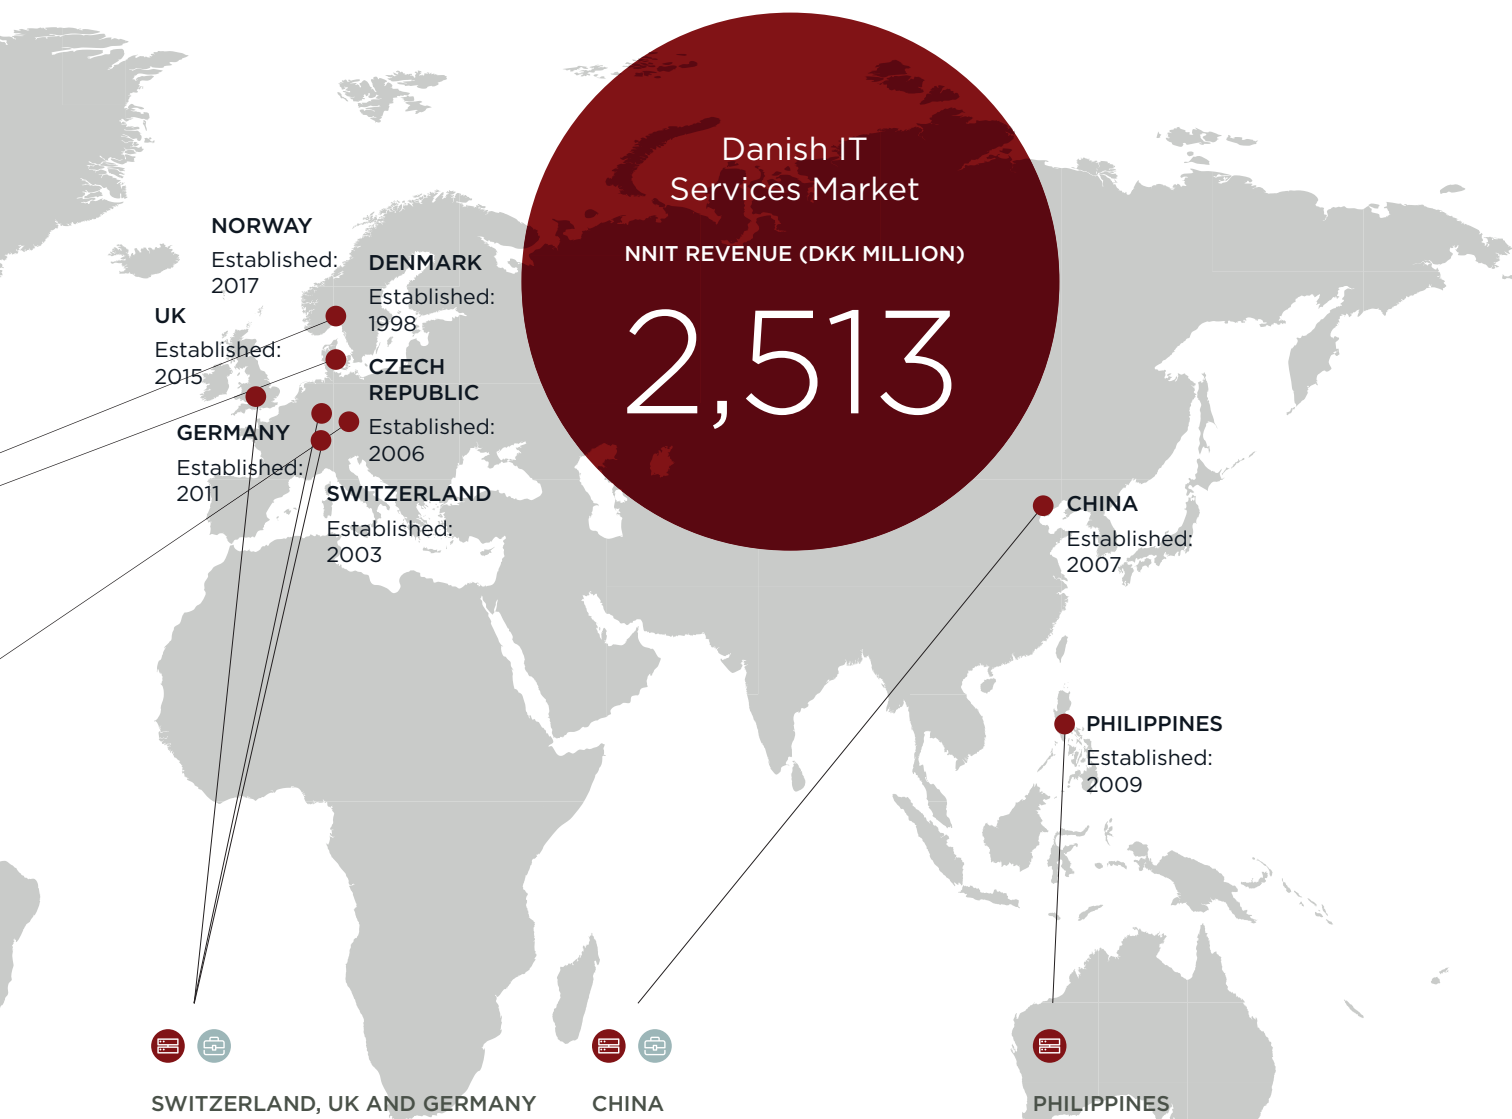 Danish IT
Services Market
NNIT REVENUE (DKK MILLION)
2,513
NORWAY
Established:
2017
DENMARK
Established:
1998
UK
Established:
2015
CZECH
REPUBLIC
Established:
2006
GERMANY
Established:
2011
SWITZERLAND
Established:
2003
CHINA
Established:
2007
PHILIPPINES
Established:
2009
SWITZERLAND, UK AND GERMANY
CHINA
PHILIPPINES